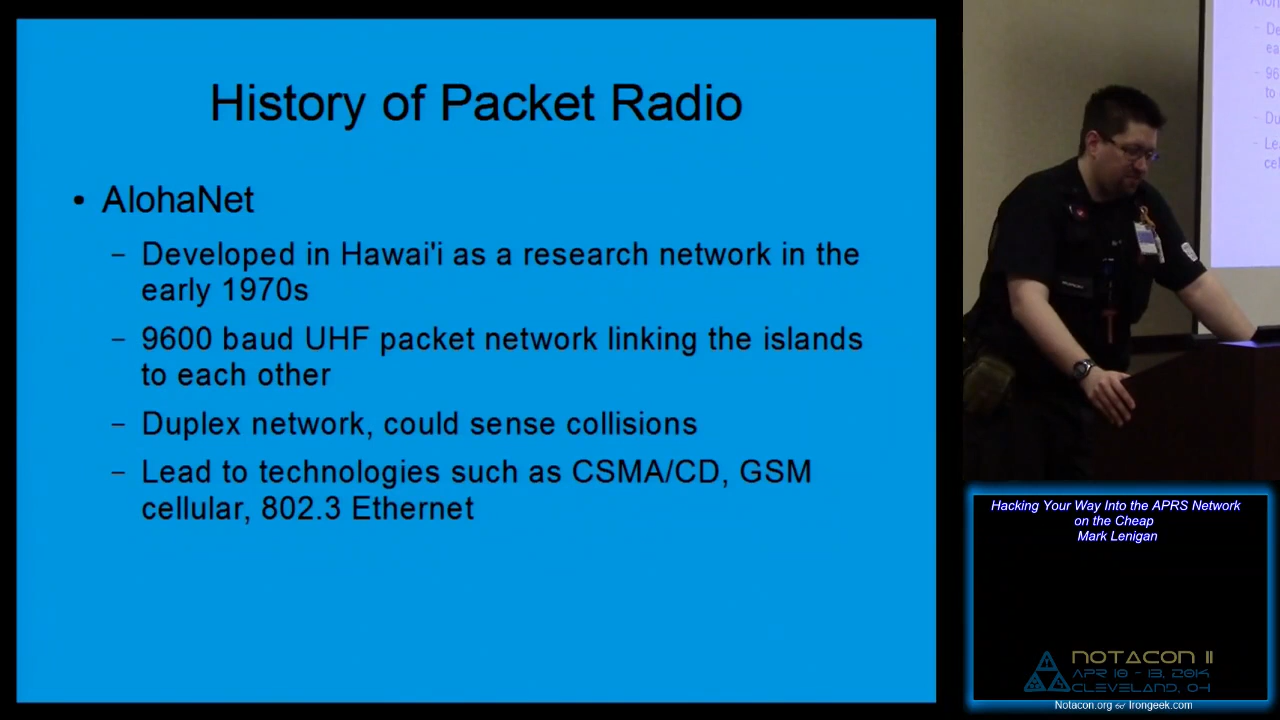 History of Packet Radio
• AlohaNet
– Developed in Hawai'i as a research network in the
early 1970s
– 9600 baud UHF packet network linking the islands
to each other
– Duplex network, could sense collisions
– Lead to technologies such as CSMA/CD, GSM
cellular, 802.3 Ethernet
Hacking Your Way Into the APRS Network
on the Cheap
Mark Lenigan
NOTACON 11
APR 10 - 13, 2014
CLEVELAND, OH
Notacon.org & Irongeek.com